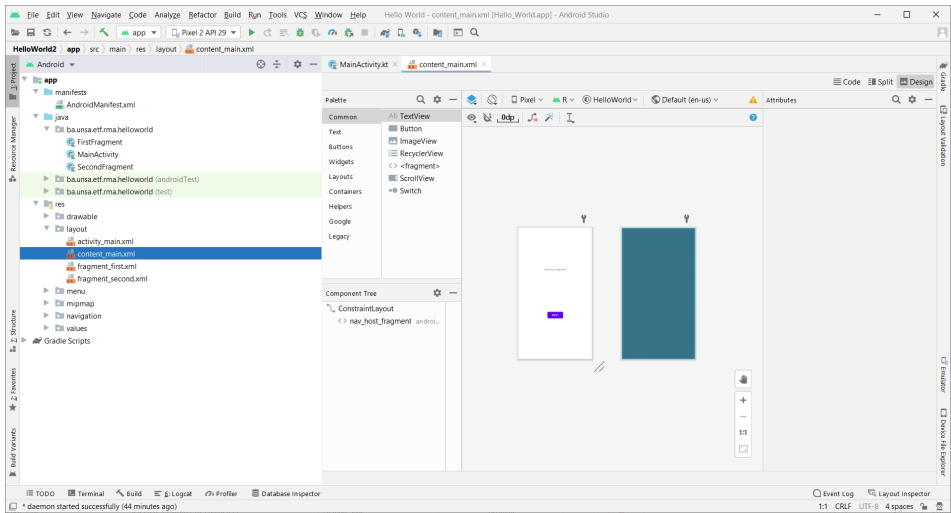 File Edit View Navigate Code Analyze Refactor Build Run Tools VCS Window Help Hello World - content_main.xml [Hello_World.app] - Android Studio
app Pixel 2 API 29
HelloWorld2 app src main res layout content_main.xml
Android
MainActivity.kt content_main.xml
1: Project
Resource Manager
Z: Structure
2: Favorites
Build Variants
app
manifests
AndroidManifest.xml
java
ba.unsa.etf.rma.helloworld
FirstFragment
MainActivity
SecondFragment
ba.unsa.etf.rma.helloworld (androidTest)
ba.unsa.etf.rma.helloworld (test)
res
drawable
layout
activity_main.xml
content_main.xml
fragment_first.xml
fragment_second.xml
menu
mipmap
navigation
values
Gradle Scripts
Code Split Design
Palette
Common
Text
Buttons
Widgets
Layouts
Containers
Helpers
Google
Legacy
Ab TextView
Button
ImageView
RecyclerView
<fragment>
ScrollView
Switch
Component Tree
ConstraintLayout
nav_host_fragment androi...
Pixel R HelloWorld Default (en-us)
0dp
1:1
Attributes
Gradle
Layout Validation
Emulator
Device File Explorer
TODO Terminal Build 6: Logcat Profiler Database Inspector Event Log Layout Inspector
* daemon started successfully (44 minutes ago) 1:1 CRLF UTF-8 4 spaces